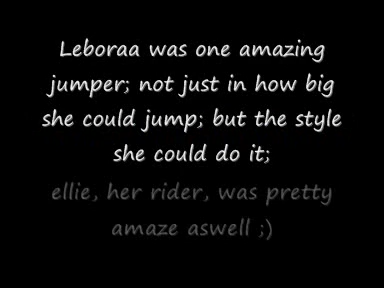 Leboraa was one amazing
jumper; not just in how big
she could jump; but the style
she could do it;
ellie, her rider, was pretty
amaze aswell ;)